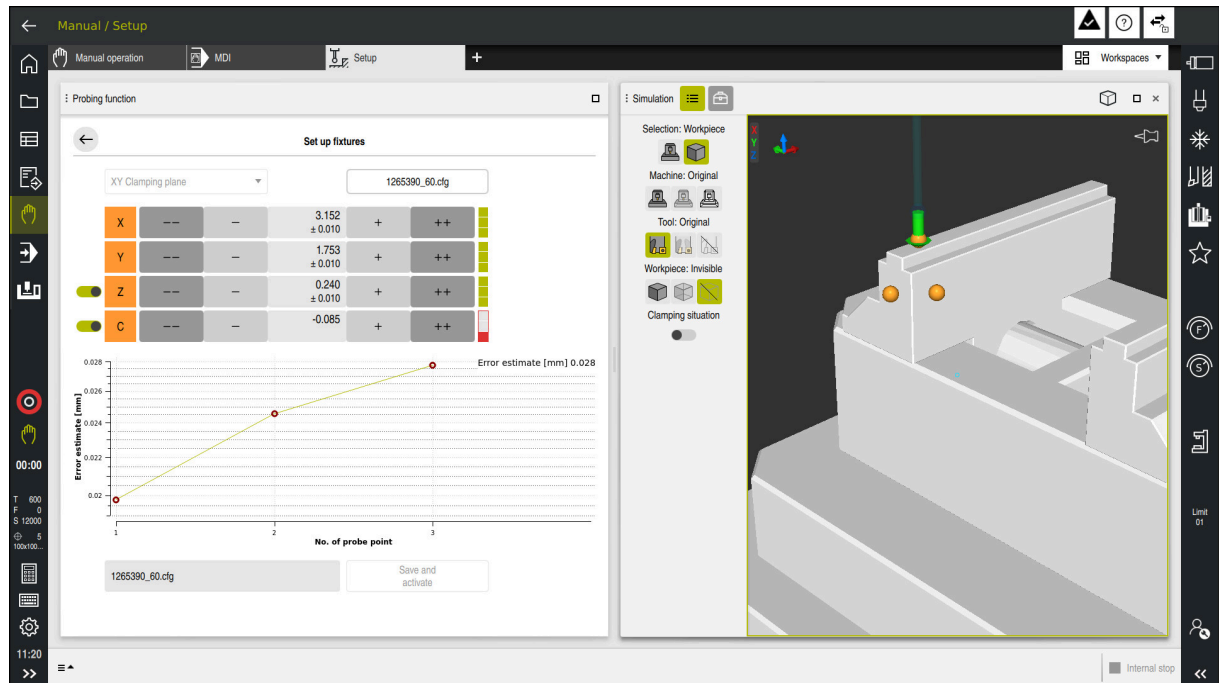 Manual / Setup
Manual operation
MDI
Setup
+
Workspaces
Probing function
Set up fixtures
XY Clamping plane
1265390_60.cfg
X
--
-
3.152
± 0.010
+
++
Y
--
-
1.753
± 0.010
+
++
Z
--
-
0.240
± 0.010
+
++
C
--
-
-0.085
+
++
Error estimate [mm] 0.028
Error estimate [mm]
0.028
0.026
0.024
0.022
0.02
1
2
3
No. of probe point
1265390_60.cfg
Save and
activate
Simulation
Selection: Workpiece
Machine: Original
Tool: Original
Workpiece: Invisible
Clamping situation
X
Y
Z
00:00
T 600
F 0
S 12000
5
100x100...
11:20
F
S
Limit
01
Internal stop